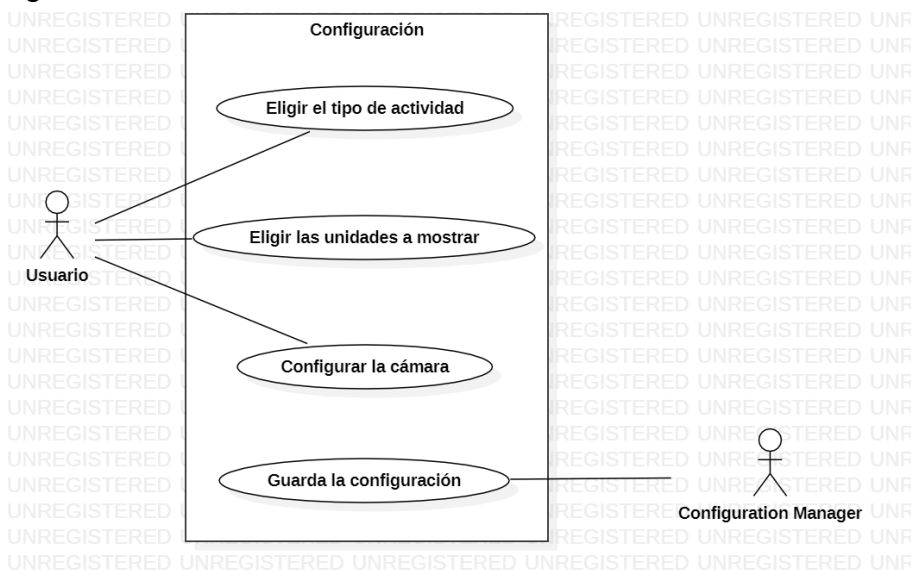 Configuración
Eligir el tipo de actividad
Eligir las unidades a mostrar
Usuario
Configurar la cámara
Guarda la configuración
Configuration Manager
UNREGISTERED UNREGISTERED UNREGISTERED UNREGISTERED UNREGISTERED UNR